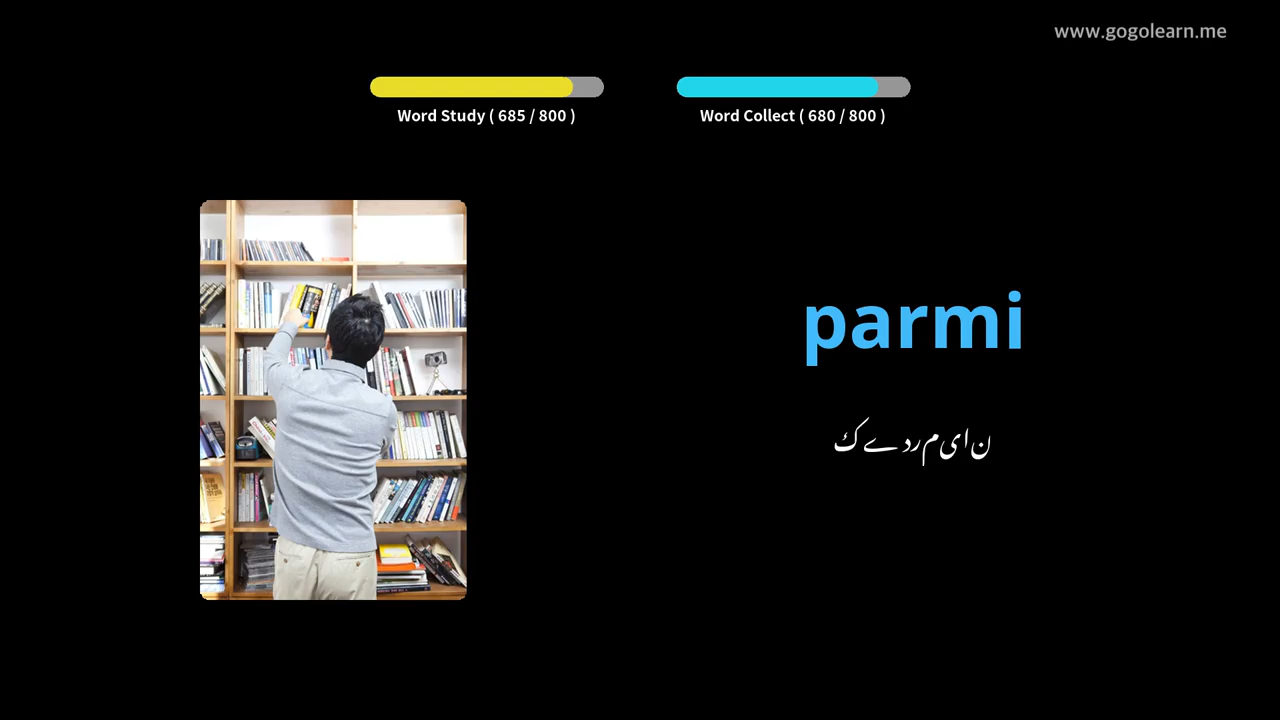 www.gogolearn.me
Word Study ( 685 / 800 )
Word Collect ( 680 / 800 )
parmi
کے درمیان